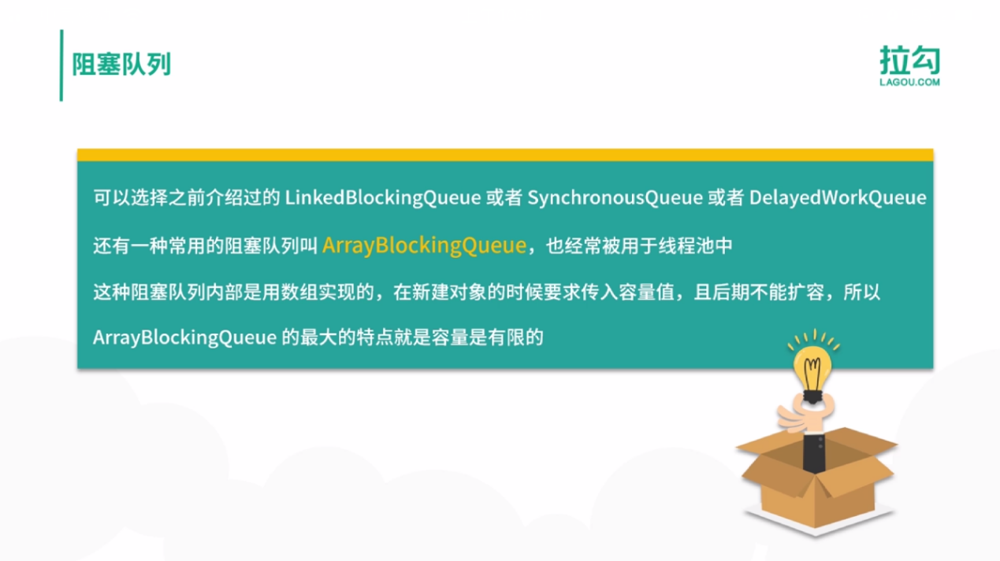 阻塞队列
拉勾
LAGOU.COM
可以选择之前介绍过的 LinkedBlockingQueue 或者 SynchronousQueue 或者 DelayedWorkQueue
还有一种常用的阻塞队列叫 ArrayBlockingQueue，也经常被用于线程池中
这种阻塞队列内部是用数组实现的，在新建对象的时候要求传入容量值，且后期不能扩容，所以
ArrayBlockingQueue 的最大的特点就是容量是有限的